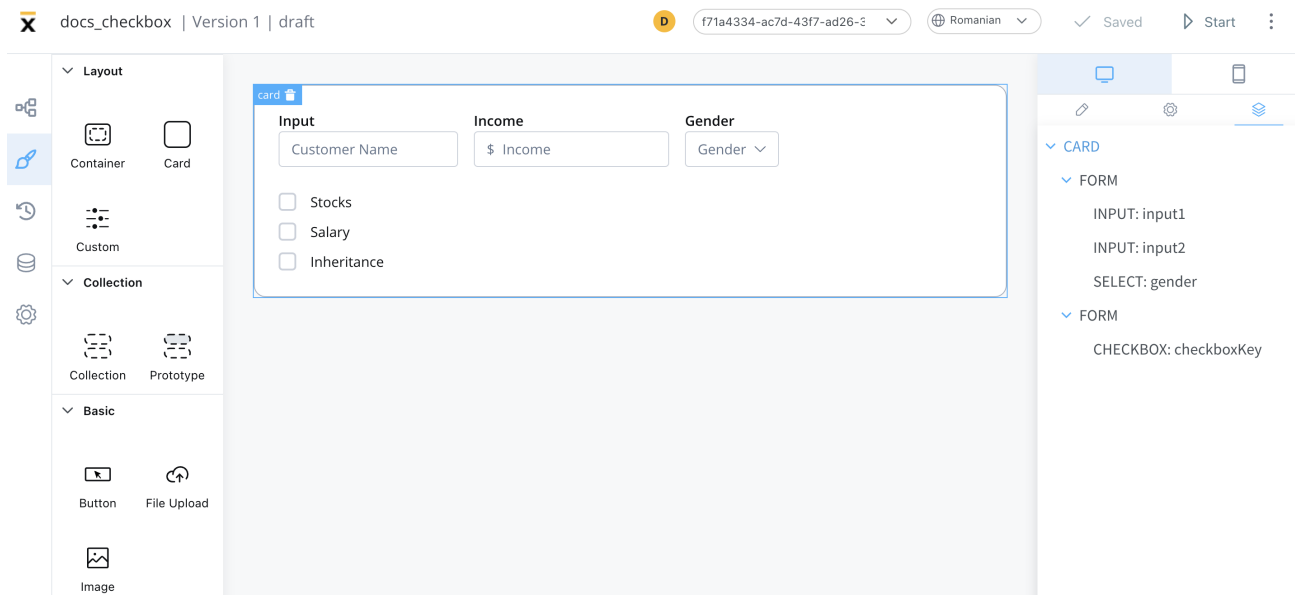 docs_checkbox | Version 1 | draft
D
f71a4334-ac7d-43f7-ad26-3
Romanian
Saved
Start
Layout
Container Card
Custom
Collection
Collection Prototype
Basic
Button File Upload
Image
card
Input Income Gender
Customer Name $ Income Gender
Stocks
Salary
Inheritance
CARD
FORM
INPUT: input1
INPUT: input2
SELECT: gender
FORM
CHECKBOX: checkboxKey